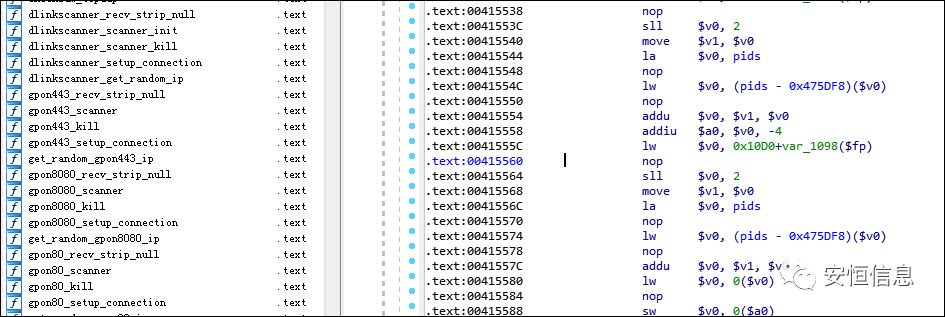 dlinkscanner_recv_strip_null .text
dlinkscanner_scanner_init .text
dlinkscanner_scanner_kill .text
dlinkscanner_setup_connection .text
dlinkscanner_get_random_ip .text
gpon443_recv_strip_null .text
gpon443_scanner .text
gpon443_kill .text
gpon443_setup_connection .text
get_random_gpon443_ip .text
gpon8080_recv_strip_null .text
gpon8080_scanner .text
gpon8080_kill .text
gpon8080_setup_connection .text
get_random_gpon8080_ip .text
gpon80_recv_strip_null .text
gpon80_scanner .text
gpon80_kill .text
gpon80_setup_connection .text
.text:00415538 nop
.text:0041553C sll $v0, 2
.text:00415540 move $v1, $v0
.text:00415544 la $v0, pids
.text:00415548 nop
.text:0041554C lw $v0, (pids - 0x475DF8)($v0)
.text:00415550 nop
.text:00415554 addu $v0, $v1, $v0
.text:00415558 addiu $a0, $v0, -4
.text:0041555C lw $v0, 0x10D0+var_1098($fp)
.text:00415560 nop
.text:00415564 sll $v0, 2
.text:00415568 move $v1, $v0
.text:0041556C la $v0, pids
.text:00415570 nop
.text:00415574 lw $v0, (pids - 0x475DF8)($v0)
.text:00415578 nop
.text:0041557C addu $v0, $v1,
.text:00415580 lw $v0, 0($v0)
.text:00415584 nop
.text:00415588 sw $v0, 0($a0)
安恒信息